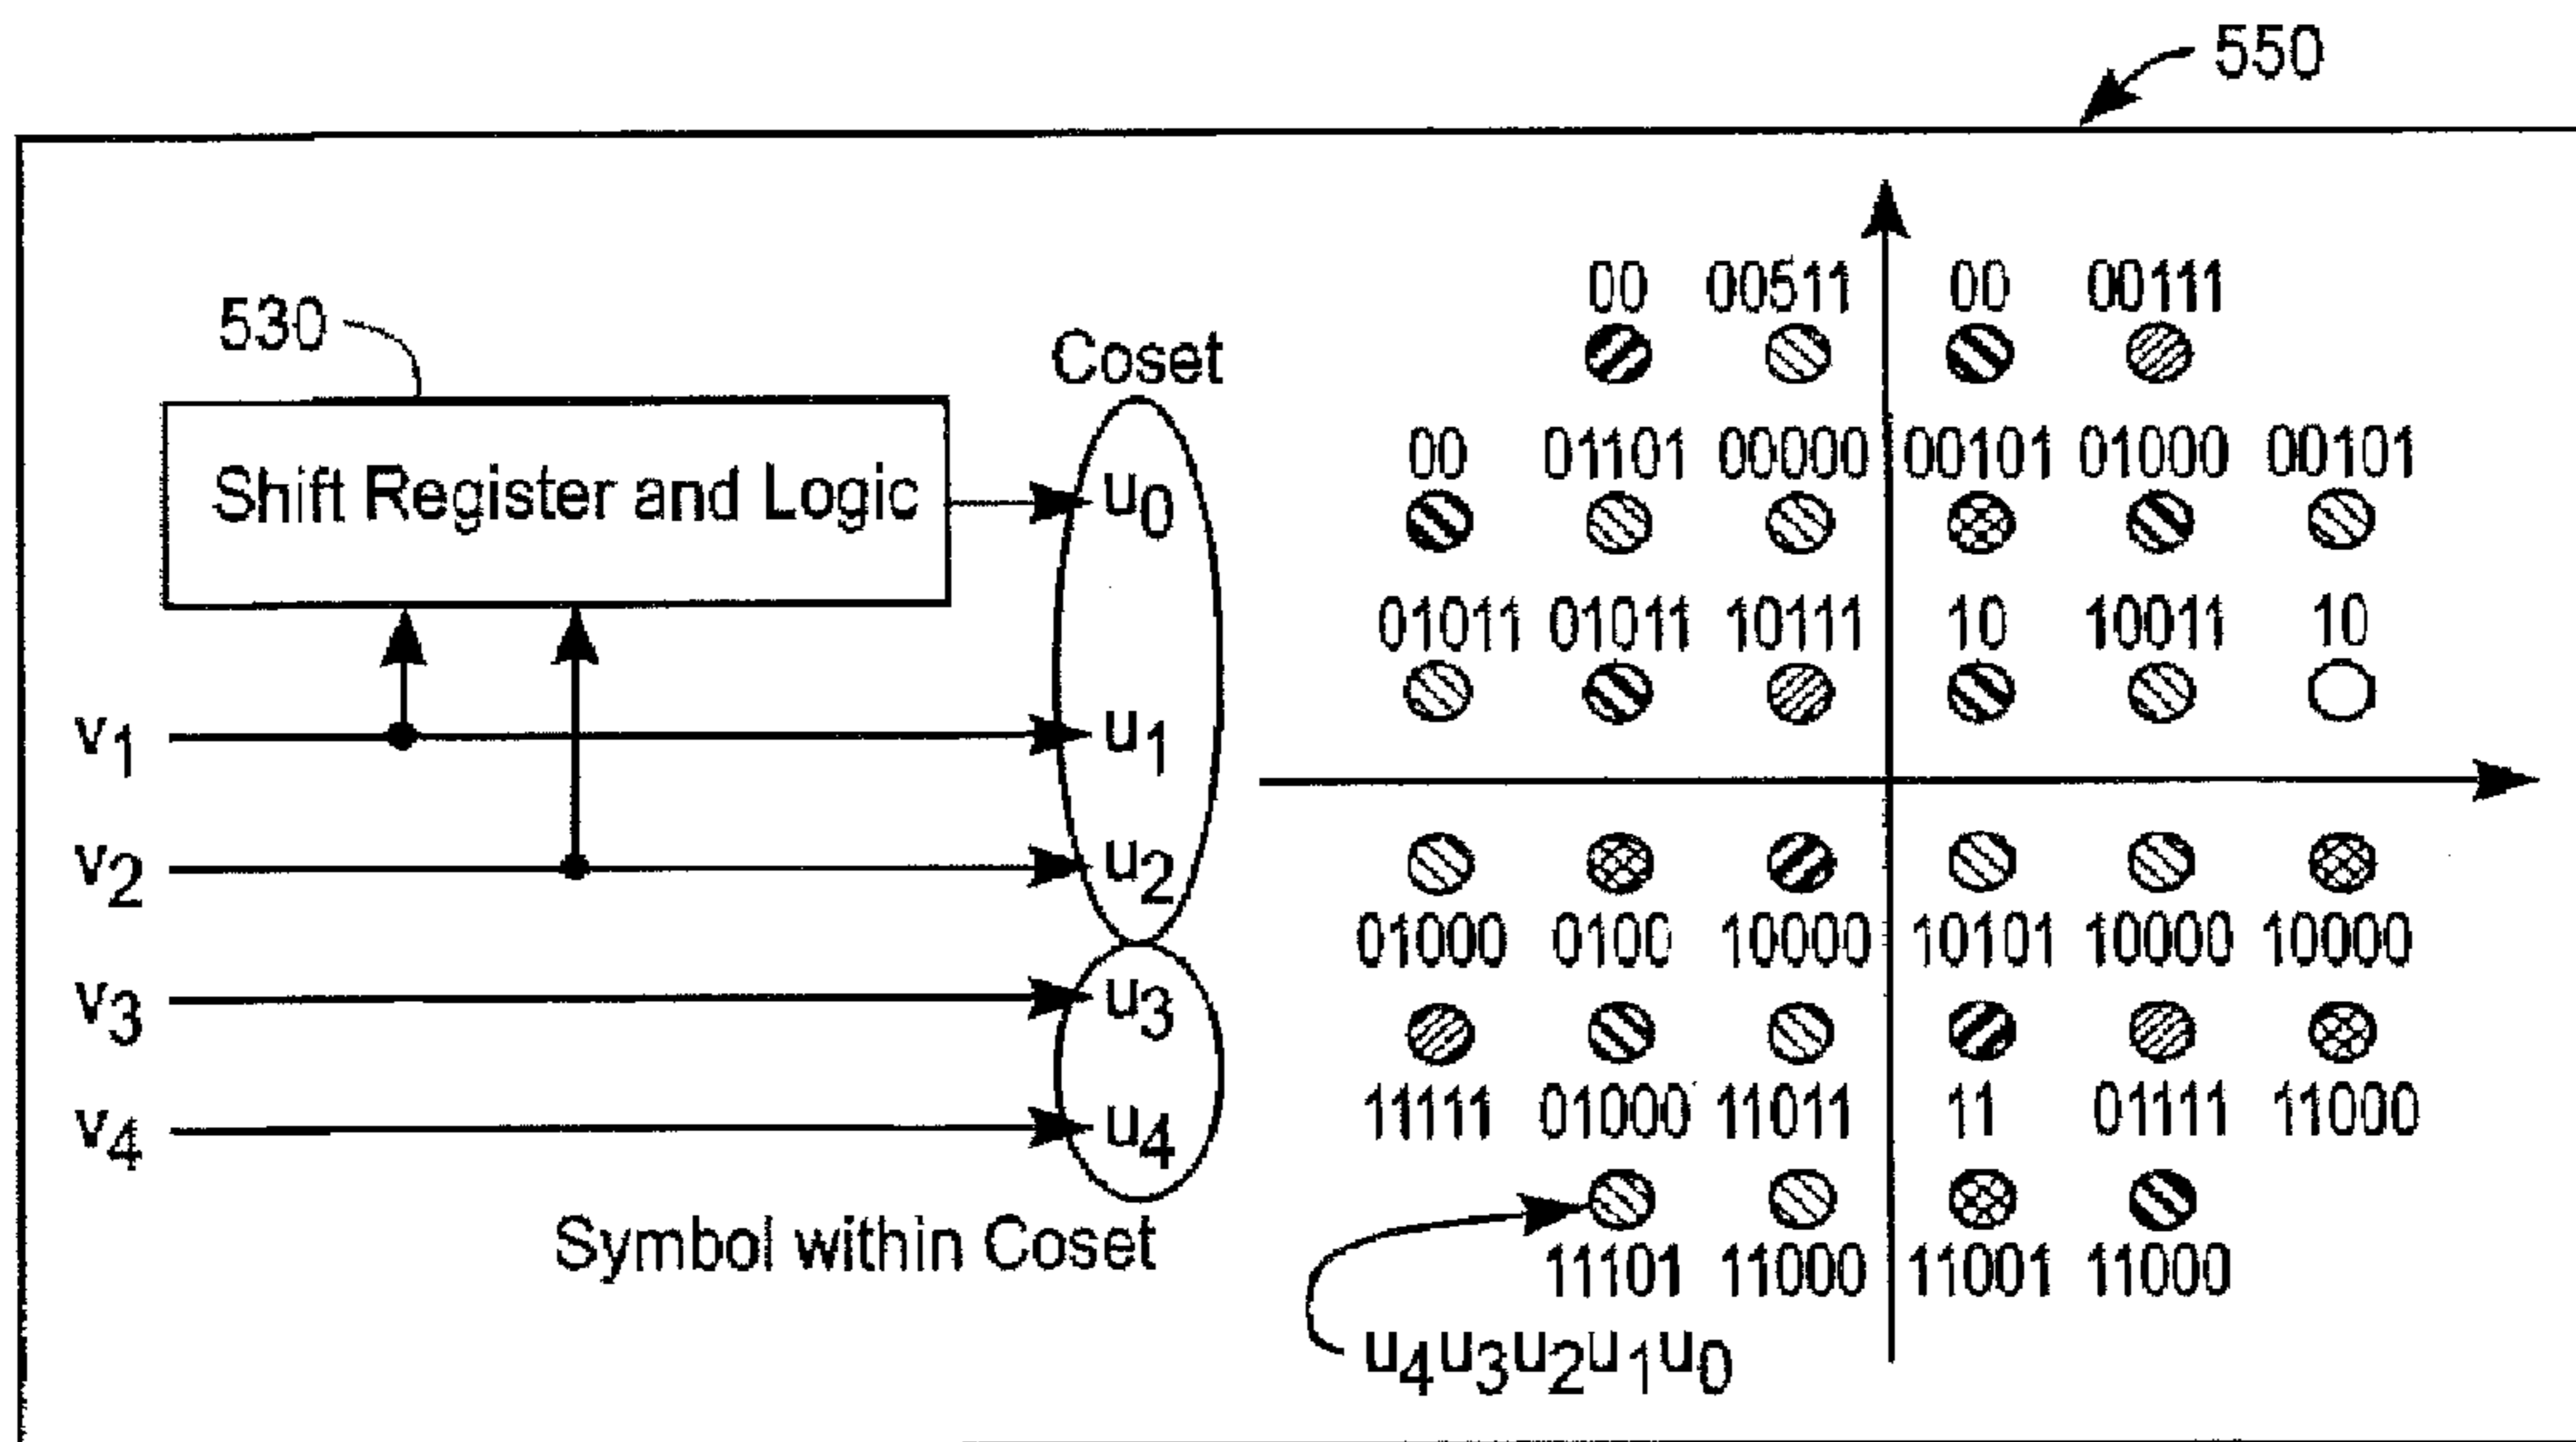 550
530
Shift Register and Logic
Coset
u0
u1
u2
u3
u4
v1
v2
v3
v4
Symbol within Coset
00 00511 00 00111
00 01101 00000 00101 01000 00101
01011 01011 10111 10 10011 10
01000 0100 10000 10101 10000 10000
11111 01000 11011 11 01111 11000
11101 11000 11001 11000
u4u3u2u1u0